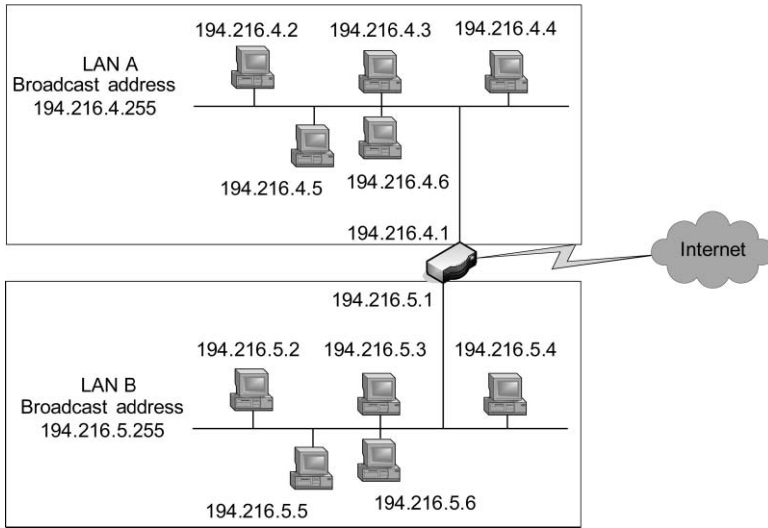 194.216.4.2
194.216.4.3
194.216.4.4
LAN A
Broadcast address
194.216.4.255
194.216.4.5
194.216.4.6
194.216.4.1
Internet
194.216.5.1
194.216.5.2
194.216.5.3
194.216.5.4
LAN B
Broadcast address
194.216.5.255
194.216.5.5
194.216.5.6